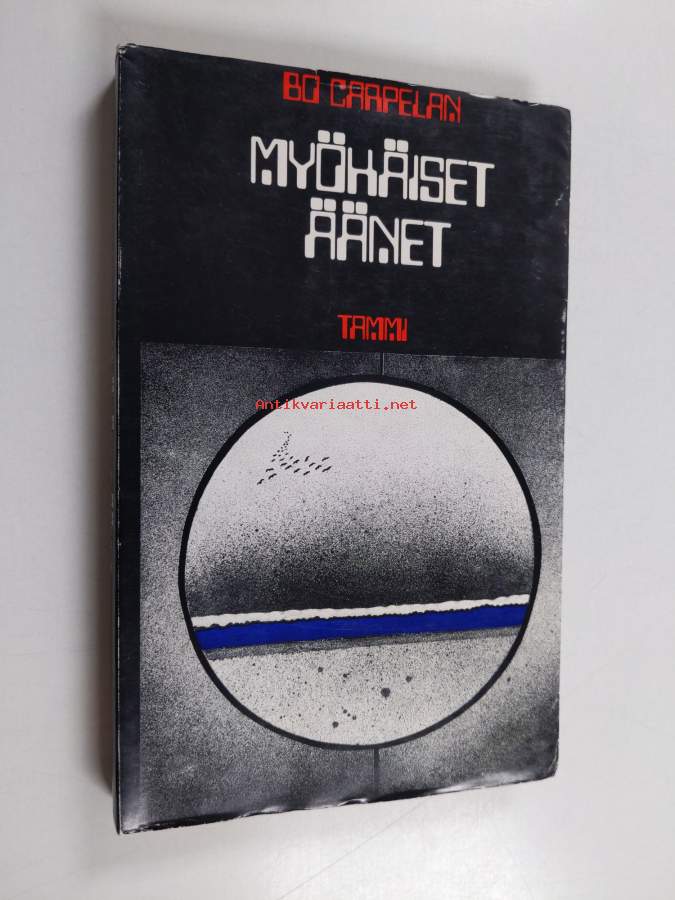 BO CARPELAN
MYÖHÄISET
ÄÄNET
TAMMI
Antikvariaatti.net